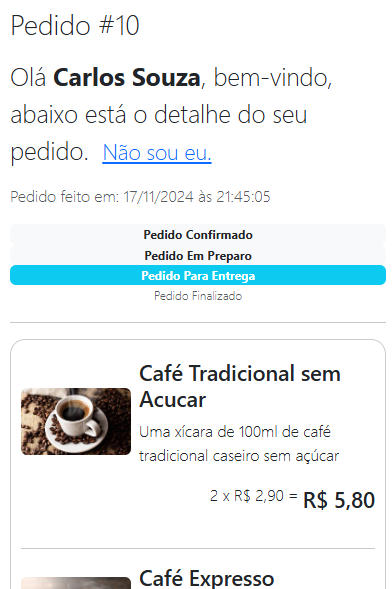 Pedido #10
Olá Carlos Souza, bem-vindo,
abaixo está o detalhe do seu
pedido. Não sou eu.
Pedido feito em: 17/11/2024 às 21:45:05
Pedido Confirmado
Pedido Em Preparo
Pedido Para Entrega
Pedido Finalizado
Café Tradicional sem
Acucar
Uma xícara de 100ml de café
tradicional caseiro sem açúcar
2 x R$ 2,90 = R$ 5,80
Café Expresso